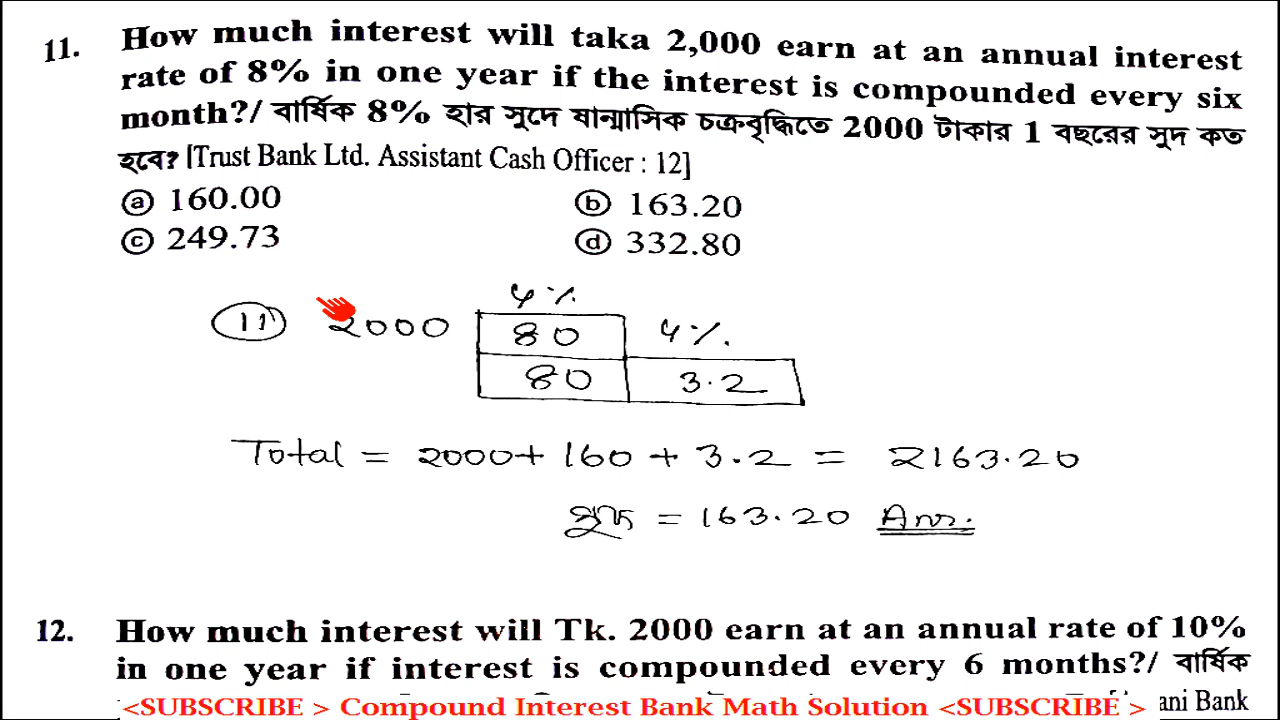 11. How much interest will taka 2,000 earn at an annual interest
rate of 8% in one year if the interest is compounded every six
month?/ বার্ষিক 8% হার সুদে ষান্মাসিক চক্রবৃদ্ধিতে 2000 টাকার 1 বছরের সুদ কত
হবে? [Trust Bank Ltd. Assistant Cash Officer : 12]
ⓐ 160.00 ⓑ 163.20
ⓒ 249.73 ⓓ 332.80
4%
11 2000 80 4%.
80 3.2
Total = 2000+ 160 + 3.2 = 2163.20
সুদ = 163.20 Ans.
12. How much interest will Tk. 2000 earn at an annual rate of 10%
in one year if interest is compounded every 6 months?/ বার্ষিক
<SUBSCRIBE > Compound Interest Bank Math Solution <SUBSCRIBE > ani Bank